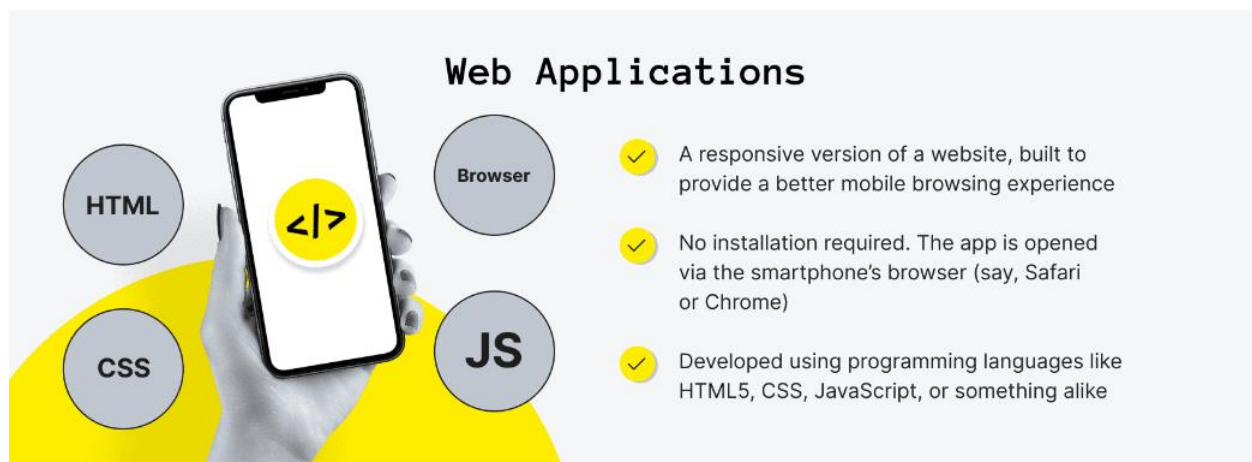 Web Applications
HTML
Browser
</>
CSS
JS
A responsive version of a website, built to
provide a better mobile browsing experience
No installation required. The app is opened
via the smartphone’s browser (say, Safari
or Chrome)
Developed using programming languages like
HTML5, CSS, JavaScript, or something alike